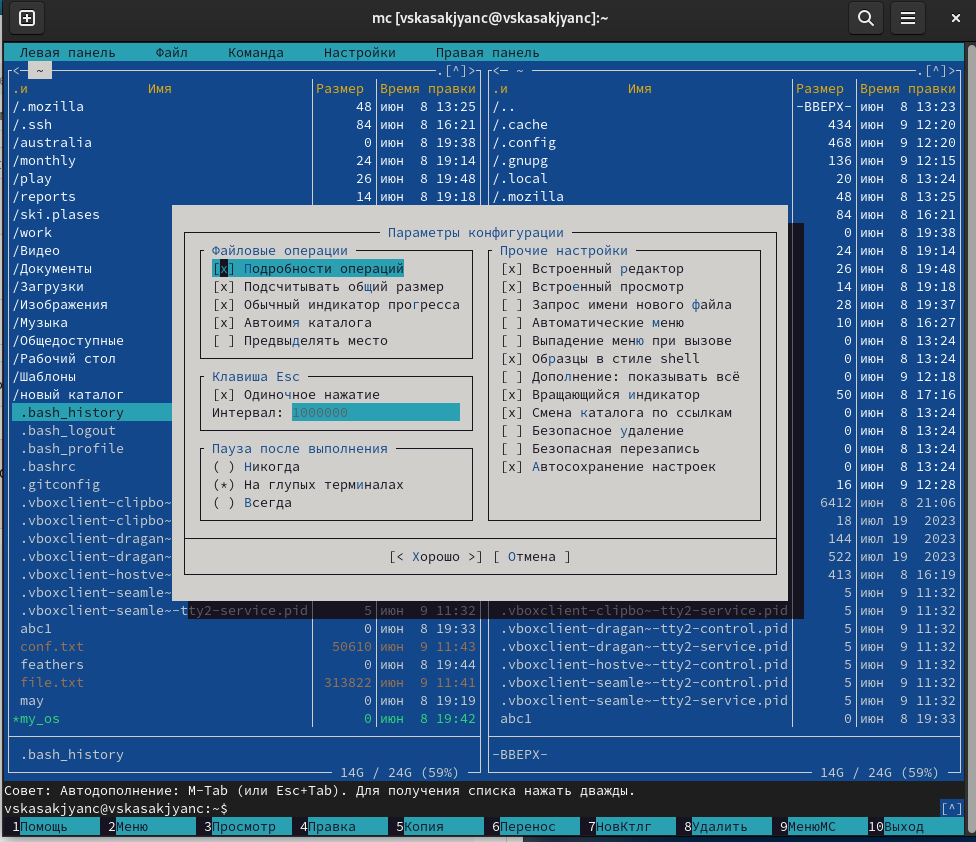 mc [vskasakjyanc@vskasakjyanc]:~
Левая панель Файл Команда Настройки Правая панель
<— ~ .[^]> <— ~ .[^]>
.и Имя Размер Время правки .и Имя Размер Время правки
/.mozilla 48 июн 8 13:25 /.. -ВВЕРХ- июн 8 13:23
/.ssh 84 июн 8 16:21 /.cache 434 июн 9 12:20
/australia 0 июн 8 19:38 /.config 468 июн 9 12:20
/monthly 24 июн 8 19:14 /.gnupg 136 июн 9 12:15
/play 26 июн 8 19:48 /.local 20 июн 8 13:24
/reports 14 июн 8 19:18 /.mozilla 48 июн 8 13:25
/ski.plases 84 июн 8 16:21
/work 0 июн 8 19:38
/Видео 24 июн 8 19:14
/Документы 26 июн 8 19:48
/Загрузки 14 июн 8 19:18
/Изображения 28 июн 8 19:37
/Музыка 10 июн 8 16:27
/Общедоступные 0 июн 8 13:24
/Рабочий стол 0 июн 8 13:24
/Шаблоны 0 июн 9 12:18
/новый каталог 50 июн 8 17:16
.bash_history 0 июн 8 13:24
.bash_logout 0 июн 8 13:24
.bash_profile 0 июн 8 13:24
.bashrc 0 июн 8 13:24
.gitconfig 16 июн 9 12:28
.vboxclient-clipbo~ 6412 июн 8 21:06
.vboxclient-clipbo~ 18 июл 19 2023
.vboxclient-dragan~ 144 июл 19 2023
.vboxclient-dragan~ 522 июл 19 2023
.vboxclient-hostve~ 413 июн 8 16:19
.vboxclient-seamle~ 5 июн 9 11:32
Параметры конфигурации
Файловые операции
[x] Подробности операций
[x] Подсчитывать общий размер
[x] Обычный индикатор прогресса
[x] Автоимя каталога
[ ] Предвыделять место
Клавиша Esc
[x] Одиночное нажатие
Интервал: 1000000
Пауза после выполнения
( ) Никогда
(*) На глупых терминалах
( ) Всегда
Прочие настройки
[x] Встроенный редактор
[x] Встроенный просмотр
[ ] Запрос имени нового файла
[ ] Автоматические меню
[ ] Выпадение меню при вызове
[x] Образцы в стиле shell
[ ] Дополнение: показывать всё
[x] Вращающийся индикатор
[x] Смена каталога по ссылкам
[ ] Безопасное удаление
[ ] Безопасная перезапись
[x] Автосохранение настроек
[< Хорошо >] [ Отмена ]
.vboxclient-seamle~-tty2-service.pid 5 июн 9 11:32 .vboxclient-clipbo~-tty2-service.pid 5 июн 9 11:32
abc1 0 июн 8 19:33 .vboxclient-dragan~-tty2-control.pid 5 июн 9 11:32
conf.txt 50610 июн 9 11:43 .vboxclient-dragan~-tty2-service.pid 5 июн 9 11:32
feathers 0 июн 8 19:44 .vboxclient-hostve~-tty2-control.pid 5 июн 9 11:32
file.txt 313822 июн 9 11:41 .vboxclient-seamle~-tty2-control.pid 5 июн 9 11:32
may 0 июн 8 19:19 .vboxclient-seamle~-tty2-service.pid 5 июн 9 11:32
*my_os 0 июн 8 19:42 abc1 0 июн 8 19:33
.bash_history -ВВЕРХ-
14G / 24G (59%) 14G / 24G (59%)
Совет: Автодополнение: M-Tab (или Esc+Tab). Для получения списка нажать дважды.
vskasakjyanc@vskasakjyanc:~$ [^]
1Помощь 2Меню 3Просмотр 4Правка 5Копия 6Перенос 7НовКтлг 8Удалить 9МенюМС 10Выход